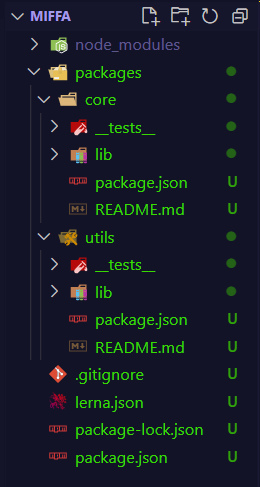 MIFFA
node_modules
packages
core
__tests__
lib
package.json U
README.md U
utils
__tests__
lib
package.json U
README.md U
.gitignore U
lerna.json U
package-lock.json U
package.json U